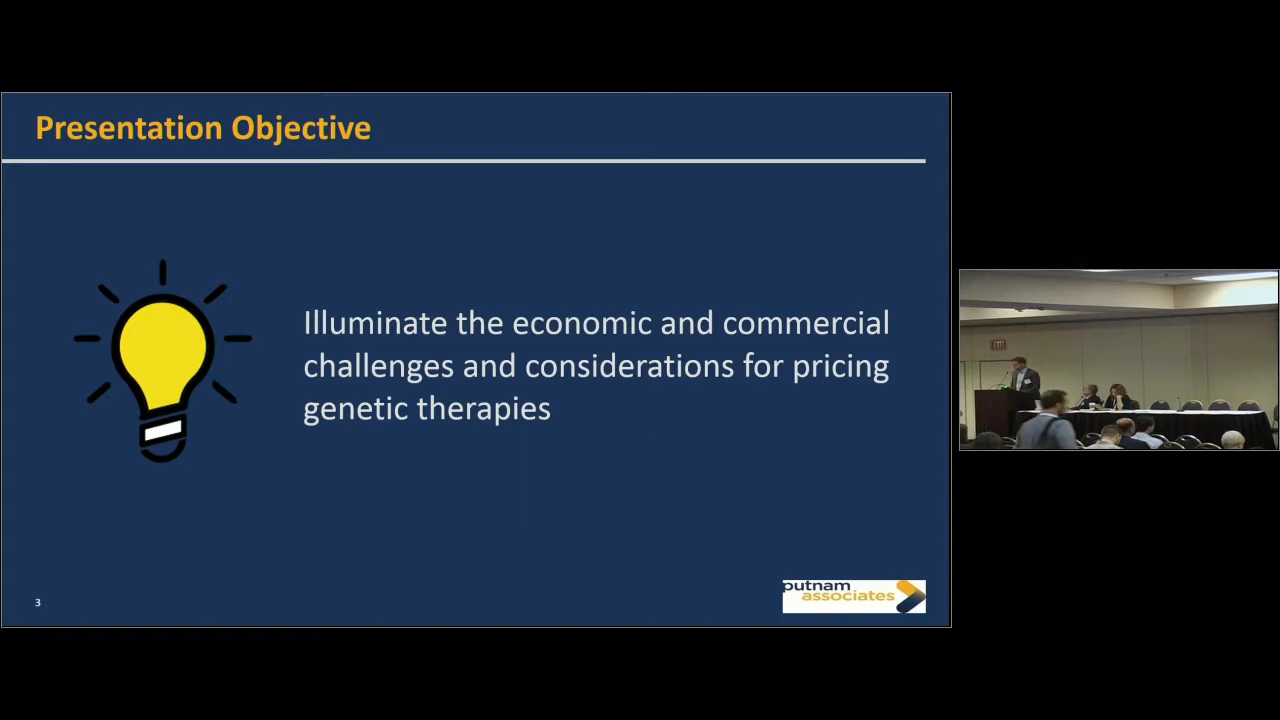 Presentation Objective
Illuminate the economic and commercial
challenges and considerations for pricing
genetic therapies
3
putnam
associates